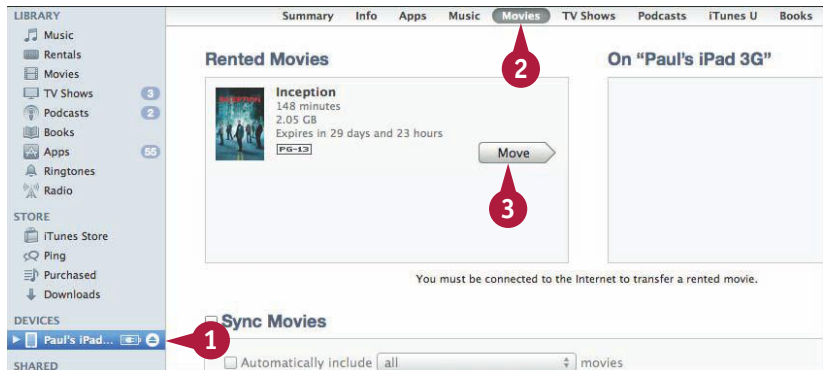 LIBRARY
Music
Rentals
Movies
TV Shows 3
Podcasts 2
Books
Apps 55
Ringtones
Radio
STORE
iTunes Store
Ping
Purchased
Downloads
DEVICES
Paul's iPad...
1
SHARED
Summary Info Apps Music Movies TV Shows Podcasts iTunes U Books
2
Rented Movies
INCEPTION
Inception
148 minutes
2.05 GB
Expires in 29 days and 23 hours
PG-13
Move
3
On "Paul's iPad 3G"
You must be connected to the Internet to transfer a rented movie.
Sync Movies
Automatically include all movies